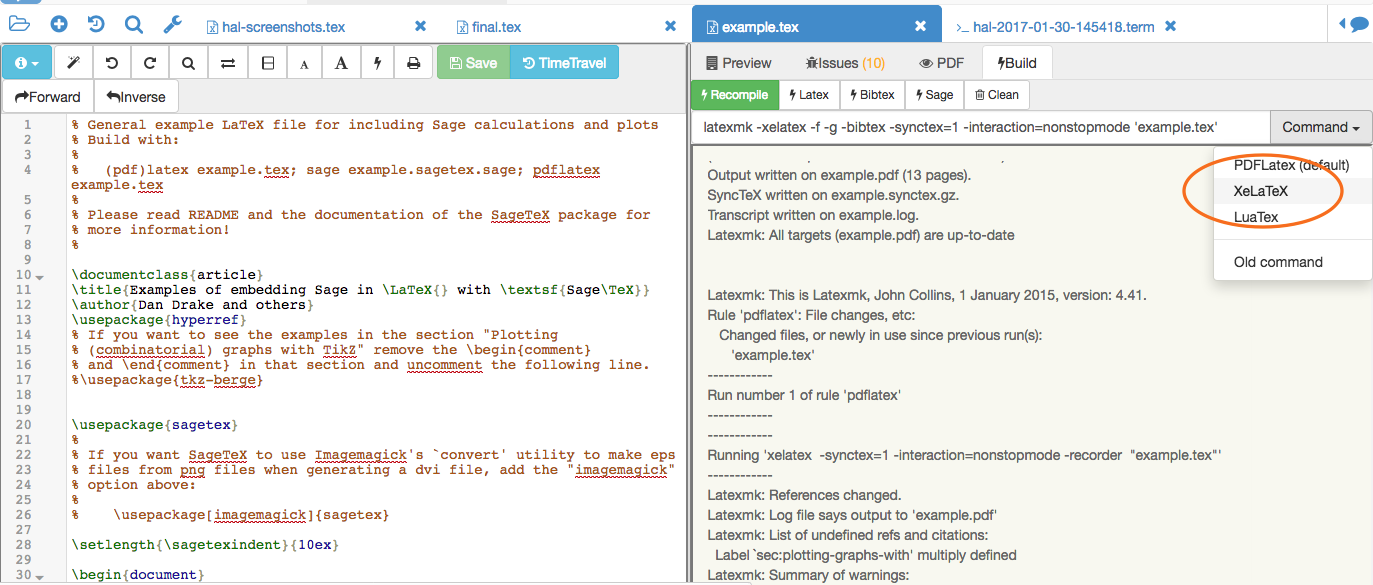 hal-screenshots.tex
final.tex
example.tex
>_ hal-2017-01-30-145418.term
Save
TimeTravel
Forward
Inverse
Preview
Issues (10)
PDF
Build
Recompile
Latex
Bibtex
Sage
Clean
latexmk -xelatex -f -g -bibtex -synctex=1 -interaction=nonstopmode 'example.tex'
Command
PDFLatex (default)
XeLaTeX
LuaTex
Old command
1 % General example LaTeX file for including Sage calculations and plots
2 % Build with:
3 %
4 %   (pdf)latex example.tex; sage example.sagetex.sage; pdflatex
example.tex
5 %
6 % Please read README and the documentation of the SageTeX package for
7 % more information!
8 %
9
10 \documentclass{article}
11 \title{Examples of embedding Sage in \LaTeX{} with \textsf{Sage\TeX}}
12 \author{Dan Drake and others}
13 \usepackage{hyperref}
14 % If you want to see the examples in the section "Plotting
15 % (combinatorial) graphs with TikZ" remove the \begin{comment}
16 % and \end{comment} in that section and uncomment the following line.
17 %\usepackage{tkz-berge}
18
19
20 \usepackage{sagetex}
21 %
22 % If you want SageTeX to use Imagemagick's `convert' utility to make eps
23 % files from png files when generating a dvi file, add the "imagemagick"
24 % option above:
25 %
26 %    \usepackage[imagemagick]{sagetex}
27
28 \setlength{\sagetexindent}{10ex}
29
30 \begin{document}
Output written on example.pdf (13 pages).
SyncTeX written on example.synctex.gz.
Transcript written on example.log.
Latexmk: All targets (example.pdf) are up-to-date
Latexmk: This is Latexmk, John Collins, 1 January 2015, version: 4.41.
Rule 'pdflatex': File changes, etc:
Changed files, or newly in use since previous run(s):
'example.tex'
------------
Run number 1 of rule 'pdflatex'
------------
------------
Running 'xelatex  -synctex=1 -interaction=nonstopmode -recorder  "example.tex"'
------------
Latexmk: References changed.
Latexmk: Log file says output to 'example.pdf'
Latexmk: List of undefined refs and citations:
Label `sec:plotting-graphs-with' multiply defined
Latexmk: Summary of warnings: